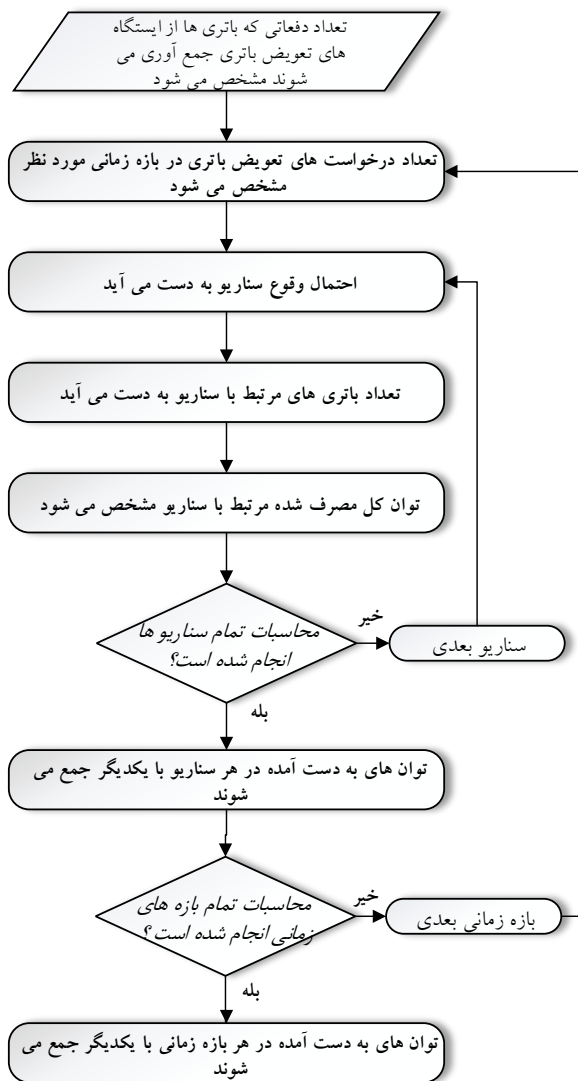 تعداد دفعاتی که باتری ها از ایستگاه
های تعویض باتری جمع آوری می
شوند مشخص می شود
تعداد درخواست های تعویض باتری در بازه زمانی مورد نظر
مشخص می شود
احتمال وقوع سناریو به دست می آید
تعداد باتری های مرتبط با سناریو به دست می آید
توان کل مصرف شده مرتبط با سناریو مشخص می شود
محاسبات تمام سناریو ها
انجام شده است؟
خیر
سناریو بعدی
بله
توان های به دست آمده در هر سناریو با یکدیگر جمع می
شوند
محاسبات تمام بازه های
زمانی انجام شده است ؟
خیر
بازه زمانی بعدی
بله
توان های به دست آمده در هر بازه زمانی با یکدیگر جمع می
شوند